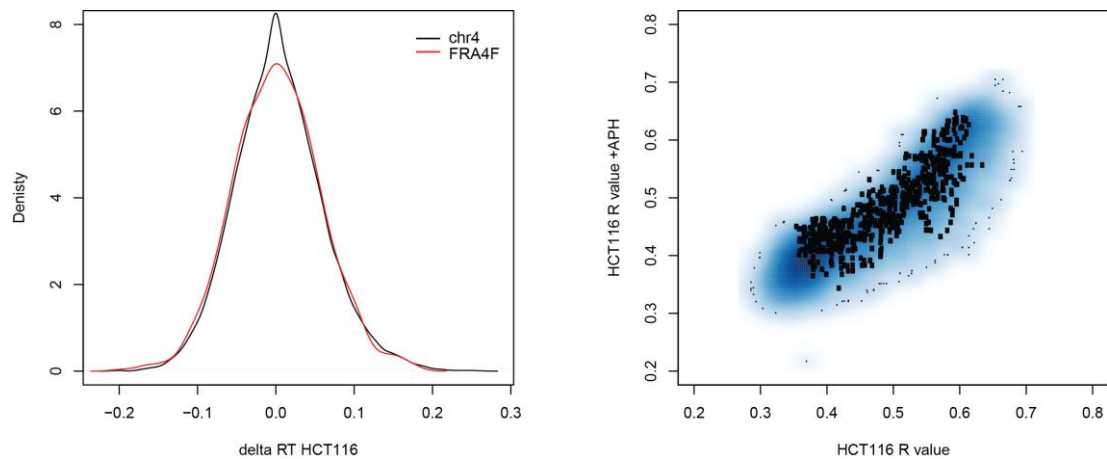 chr4
FRA4F
Denisty
8
6
4
2
0
−0.2 −0.1 0.0 0.1 0.2 0.3
delta RT HCT116
HCT116 R value +APH
0.8
0.7
0.6
0.5
0.4
0.3
0.2
0.2 0.3 0.4 0.5 0.6 0.7 0.8
HCT116 R value